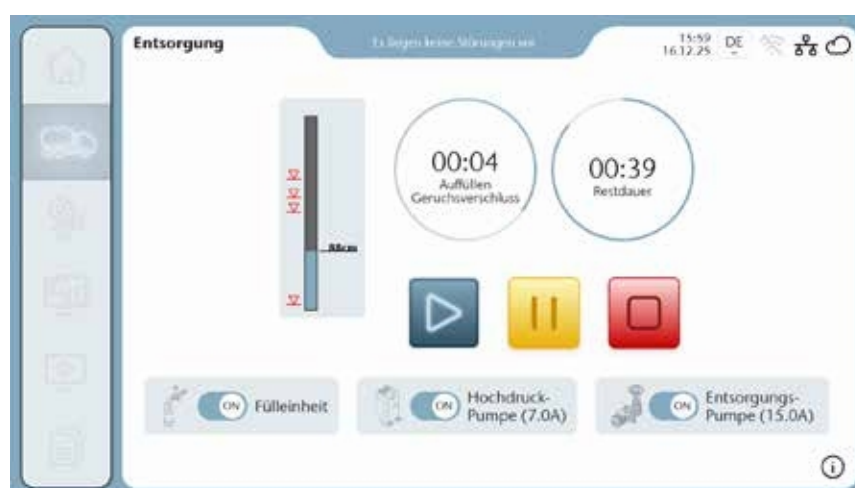 Entsorgung
Es liegen keine Störungen vor
15:59
16.12.25
DE
00:04
Auffüllen
Geruchsverschluss
00:39
Restdauer
88cm
ON
Fülleinheit
ON
Hochdruck-
Pumpe (7.0A)
ON
Entsorgungs-
Pumpe (15.0A)